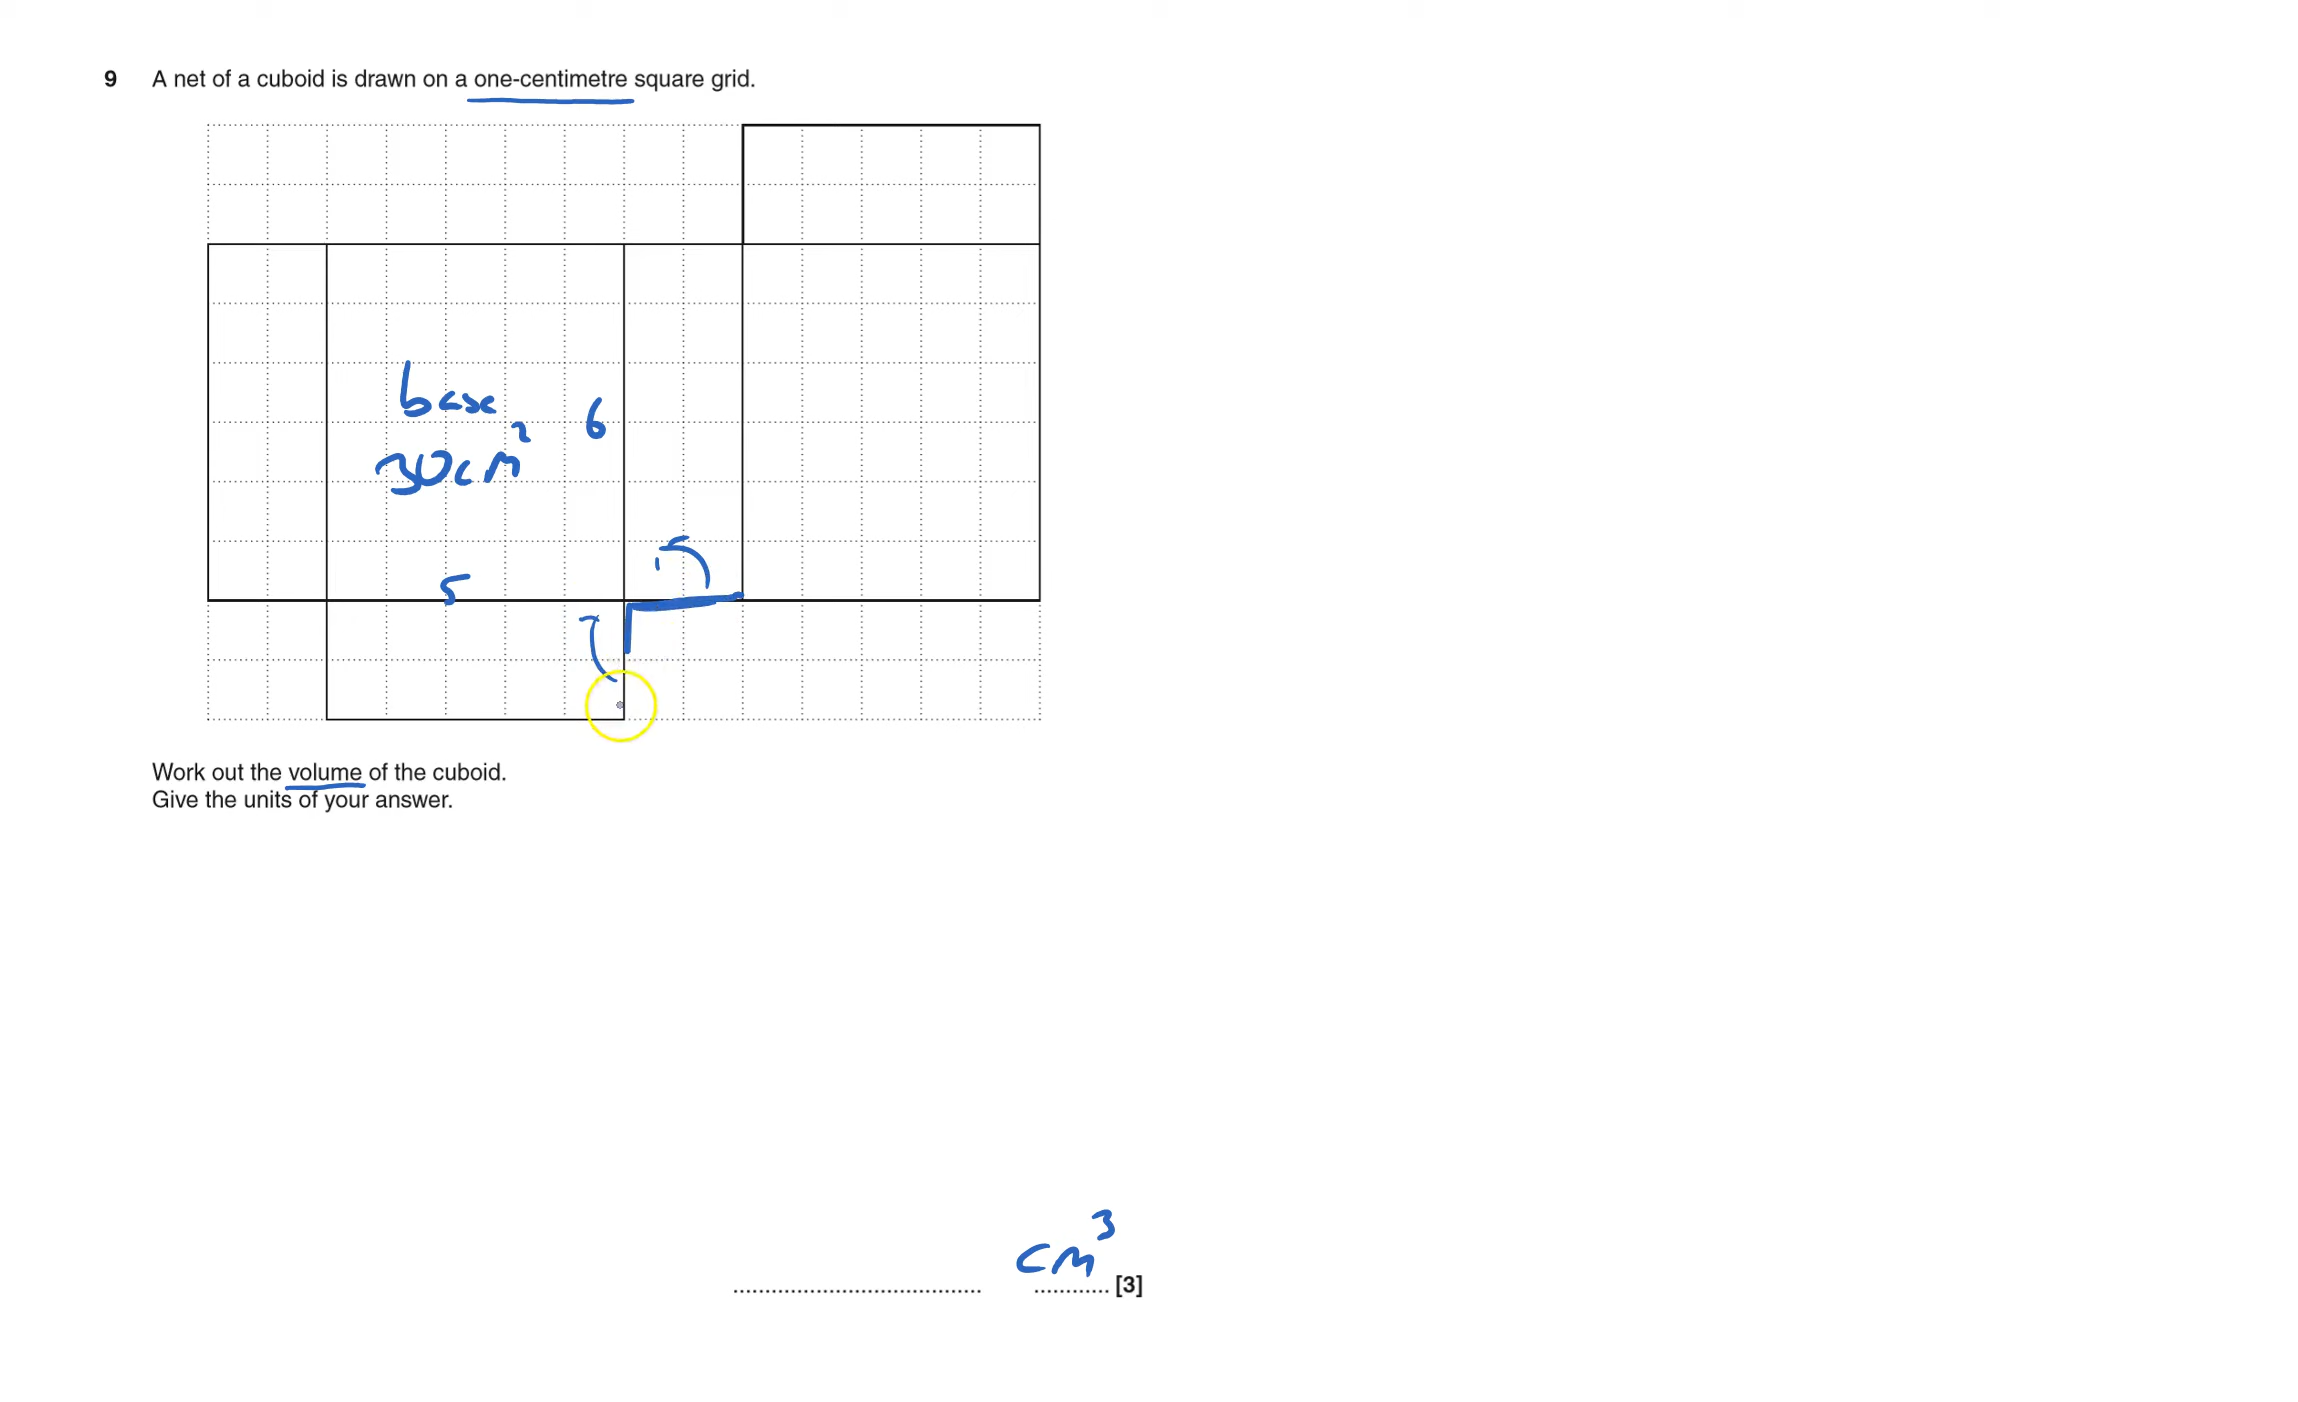 9 A net of a cuboid is drawn on a one-centimetre square grid.
base
30cm² 6
5
Work out the volume of the cuboid.
Give the units of your answer.
cm³
.......................................  ............ [3]